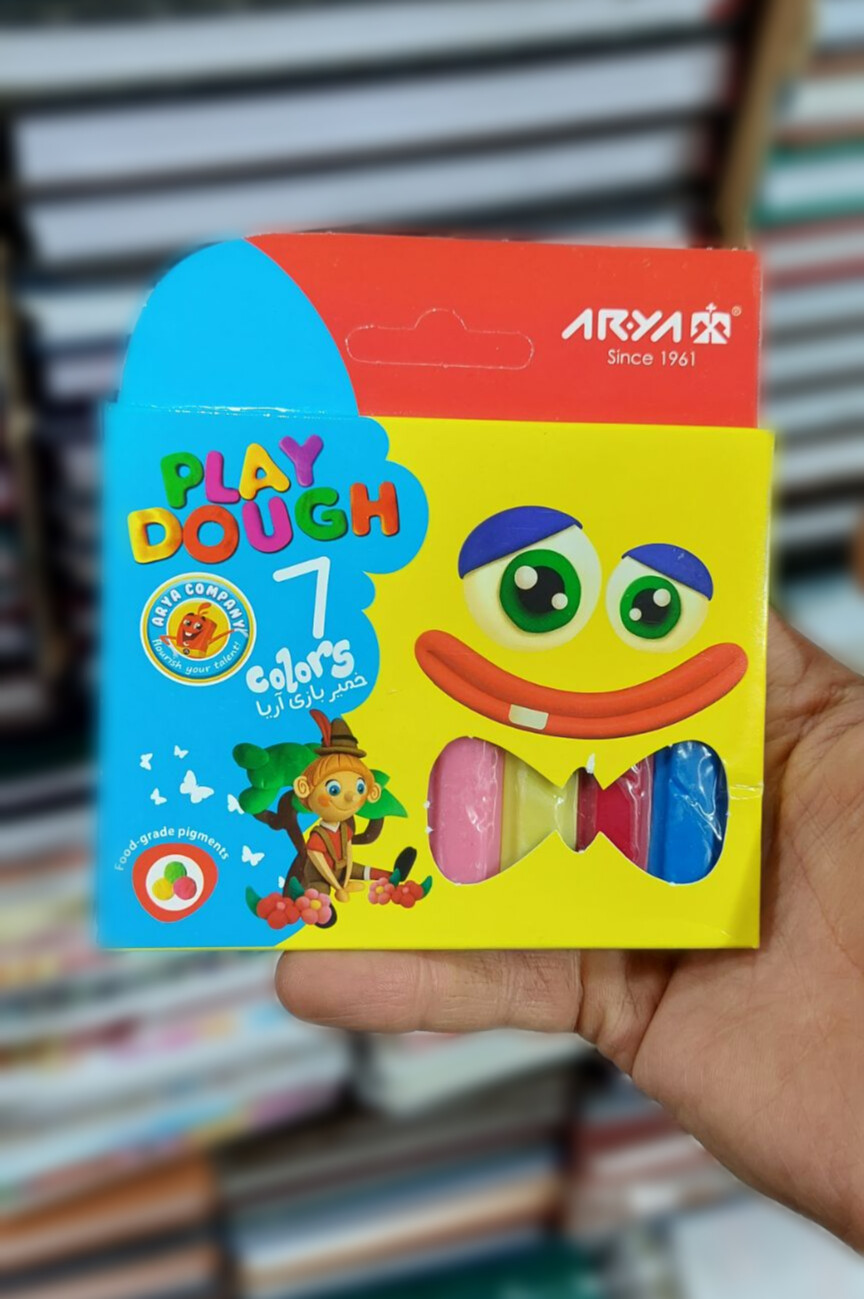 ARYA ®
Since 1961
PLAY
DOUGH
7
colors
خمیر بازی آریا
ARYA COMPANY
flourish your talent!
Food-grade pigments